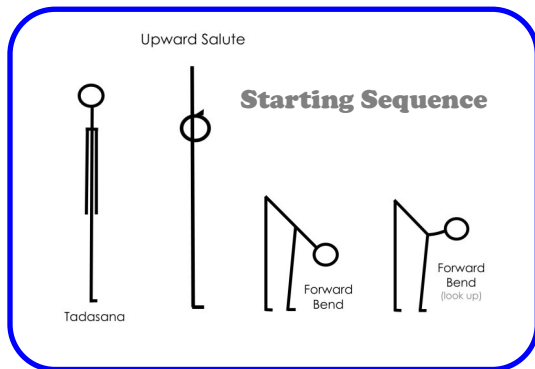 Upward Salute
Starting Sequence
Tadasana
Forward
Bend
Forward
Bend
(look up)